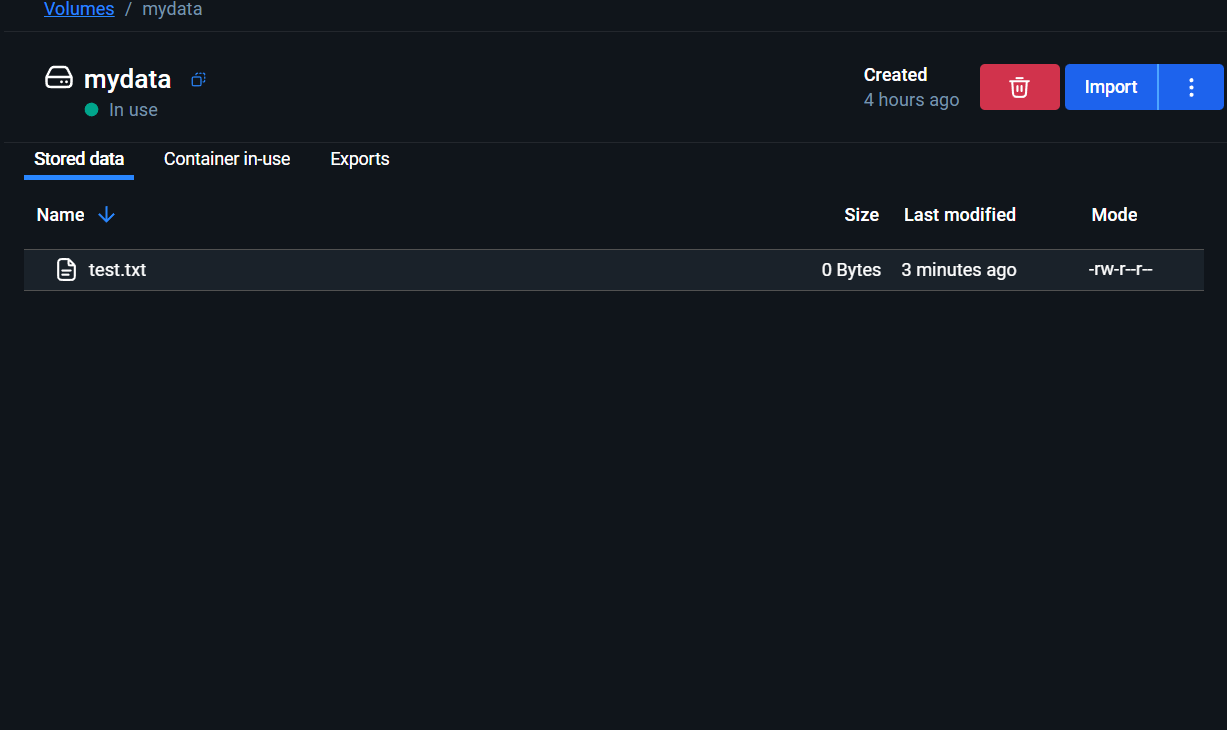 Volumes / mydata
mydata
In use
Created
4 hours ago
Import
Stored data Container in-use Exports
Name Size Last modified Mode
test.txt 0 Bytes 3 minutes ago -rw-r--r--